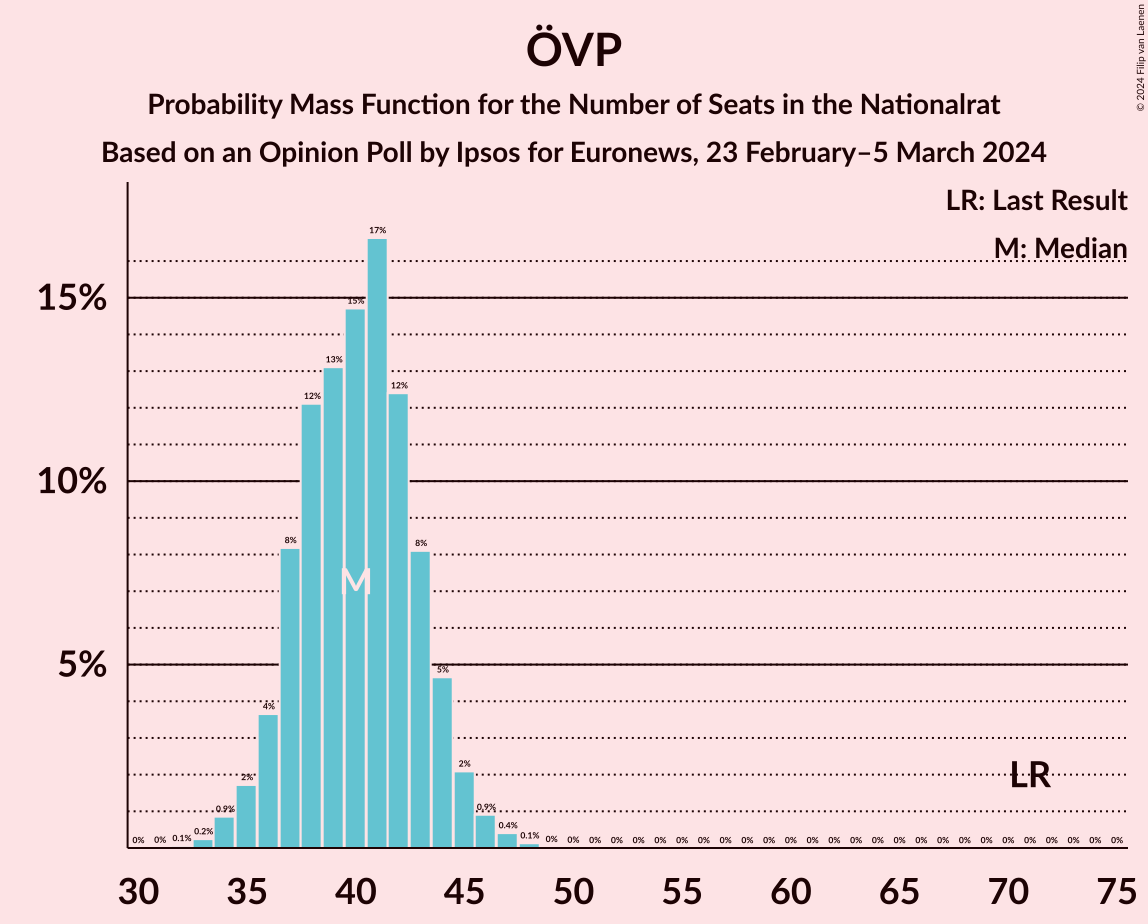 ÖVP
Probability Mass Function for the Number of Seats in the Nationalrat
Based on an Opinion Poll by Ipsos for Euronews, 23 February–5 March 2024
© 2024 Filip van Laenen
LR: Last Result
M: Median
15%
10%
5%
0% 0% 0.1% 0.2% 0.9% 2% 4% 8% 12% 13% 15% 17% 12% 8% 5% 2% 0.9% 0.4% 0.1% 0% 0% 0% 0% 0% 0% 0% 0% 0% 0% 0% 0% 0% 0% 0% 0% 0% 0% 0% 0% 0% 0% 0% 0% 0% 0% 0%
M
LR
30 35 40 45 50 55 60 65 70 75